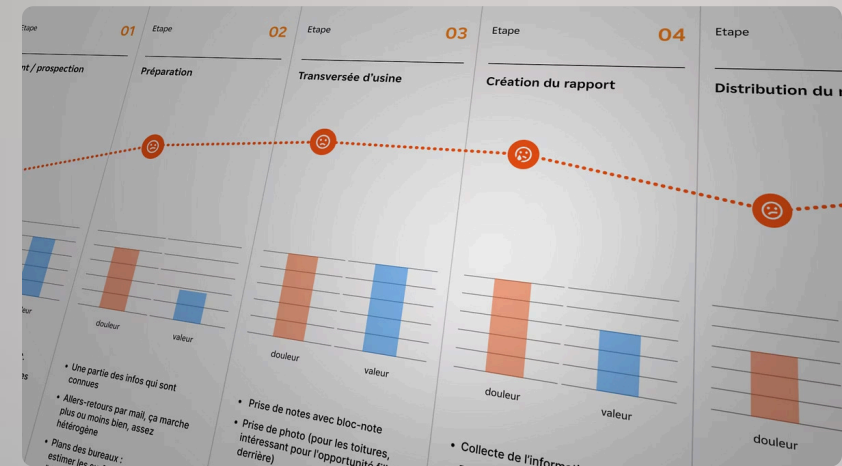 Etape 01
nt / prospection
Etape 02
Préparation
douleur
valeur
• Une partie des infos qui sont
connues
• Allers-retours par mail, ça marche
plus ou moins bien, assez
hétérogène
• Plans des bureaux :
Etape 03
Transversée d'usine
douleur
valeur
• Prise de notes avec bloc-note
• Prise de photo (pour les toitures,
intéressant pour l'opportunité
derrière)
Etape 04
Création du rapport
douleur
valeur
• Collecte de l'informati
Etape
Distribution du
douleur